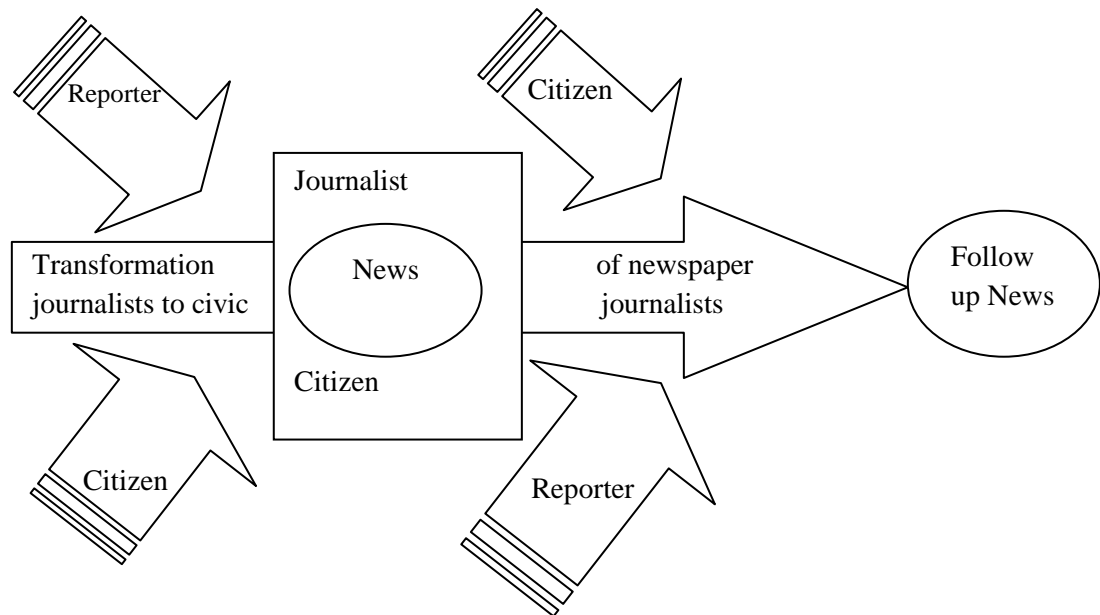 Reporter
Citizen
Journalist
Transformation
journalists to civic
News
of newspaper
journalists
Follow
up News
Citizen
Citizen
Reporter